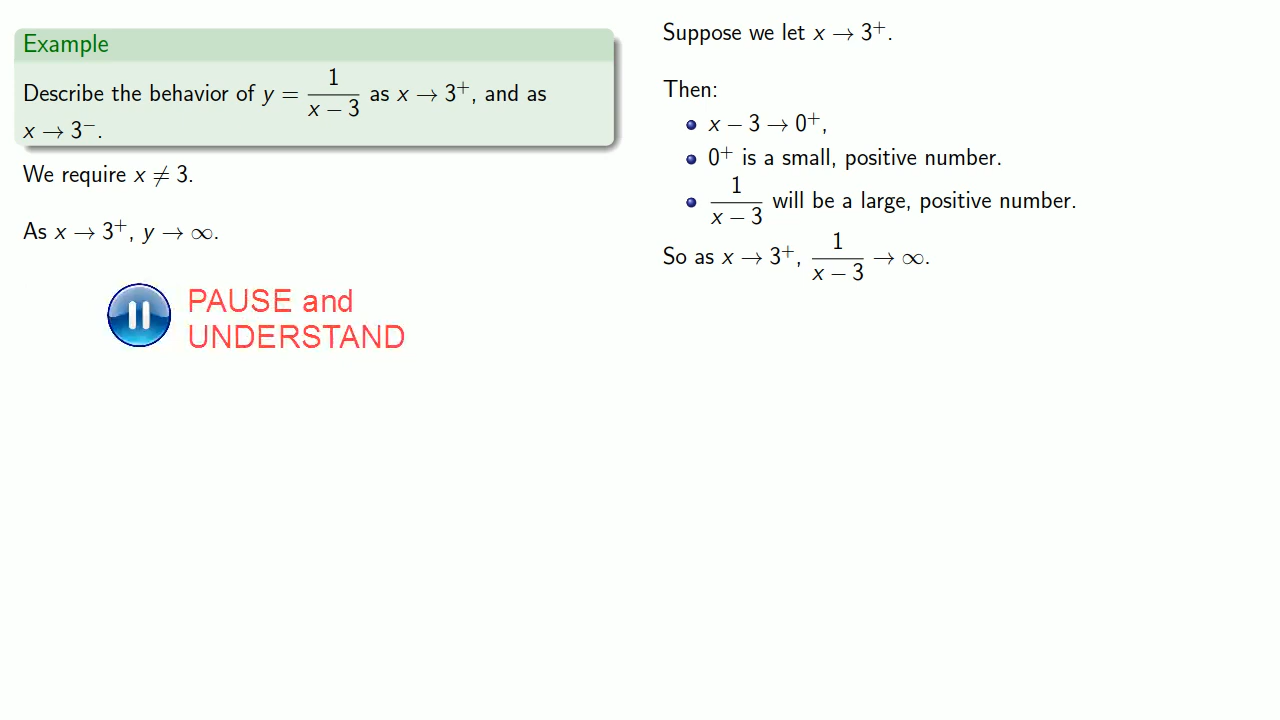 Example
Describe the behavior of y = 1/(x − 3) as x → 3⁺, and as
x → 3⁻.
We require x ≠ 3.
As x → 3⁺, y → ∞.
PAUSE and
UNDERSTAND
Suppose we let x → 3⁺.
Then:
• x − 3 → 0⁺,
• 0⁺ is a small, positive number.
• 1/(x − 3) will be a large, positive number.
So as x → 3⁺, 1/(x − 3) → ∞.